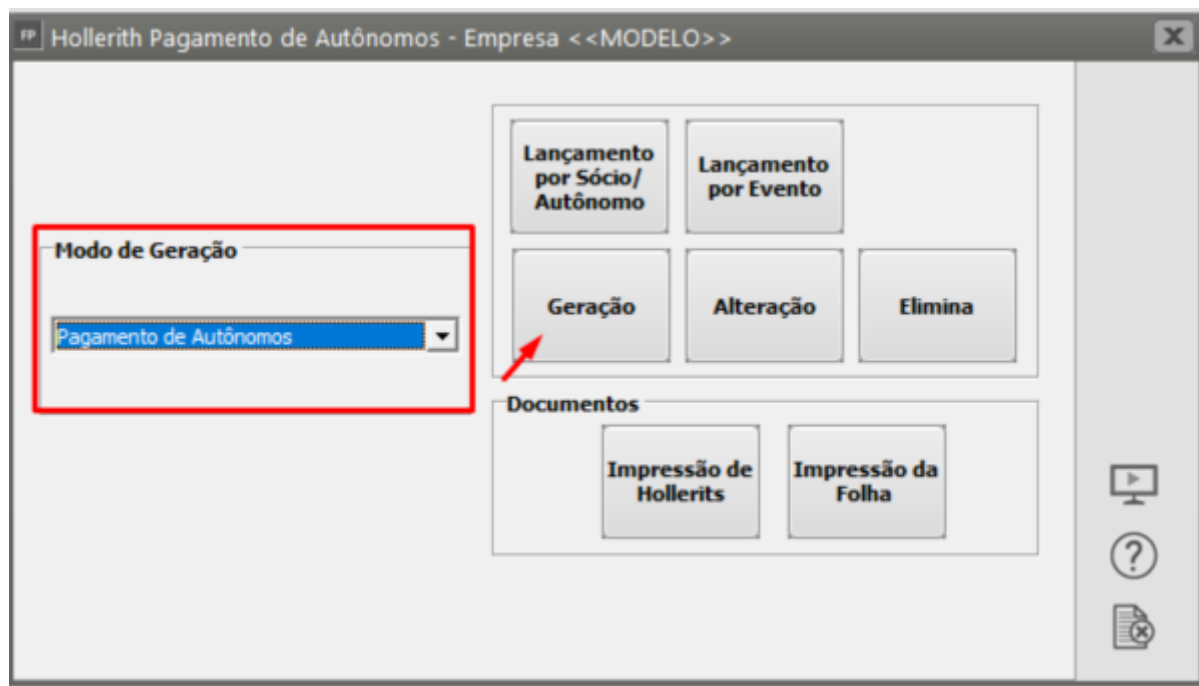 FP Hollerith Pagamento de Autônomos - Empresa <<MODELO>>
Modo de Geração
Pagamento de Autônomos
Lançamento
por Sócio/
Autônomo
Lançamento
por Evento
Geração
Alteração
Elimina
Documentos
Impressão de
Hollerits
Impressão da
Folha